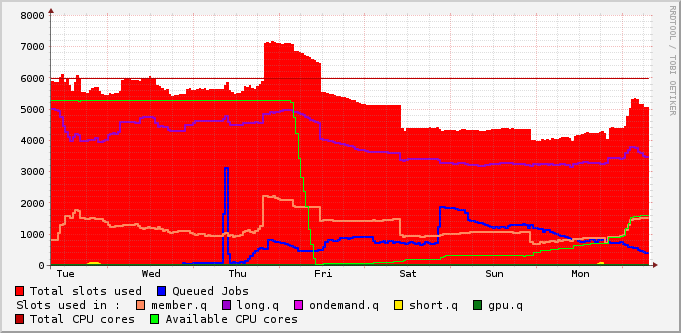 8000
7000
6000
5000
4000
3000
2000
1000
0
Tue Wed Thu Fri Sat Sun Mon
RRDTOOL / TOBI OETIKER
Total slots used Queued Jobs
Slots used in : member.q long.q ondemand.q short.q gpu.q
Total CPU cores Available CPU cores